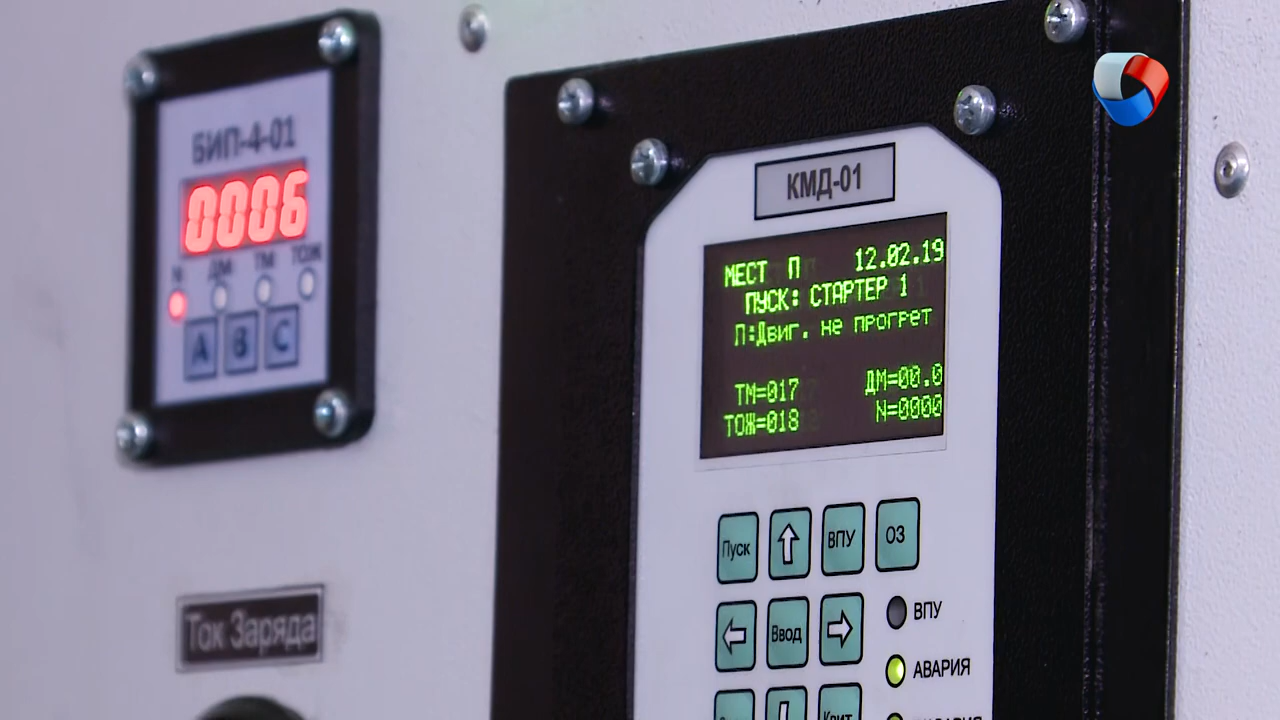 БИП-4-01
0006
N ДМ ТМ ТОЖ
А В С
Ток Заряда
КМД-01
МЕСТ П 12.02.19
ПУСК: СТАРТЕР 1
П:Двиг. не прогрет
ТМ=017 ДМ=00.0
ТОЖ=018 N=0000
Пуск ВПУ ОЗ
Ввод
ВПУ
АВАРИЯ
Квит